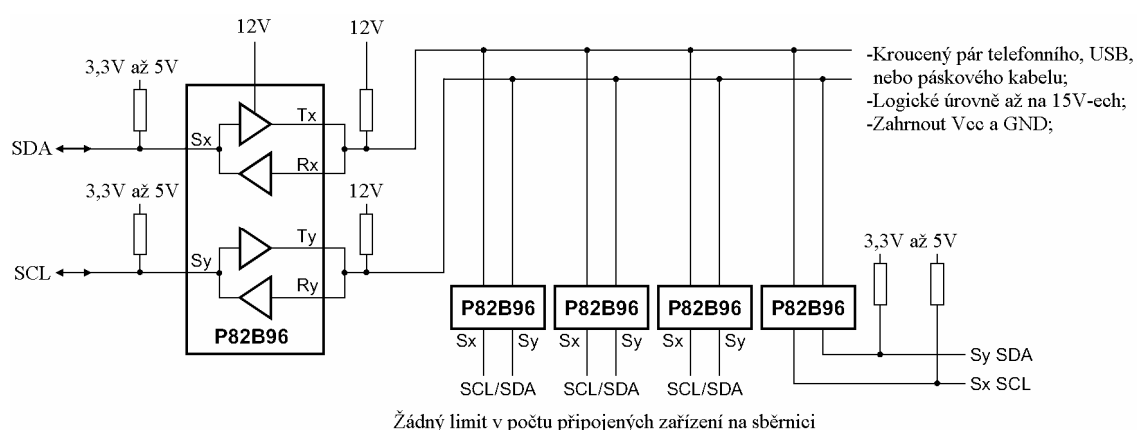 12V
12V
3,3V až 5V
Tx
Sx
SDA
Rx
3,3V až 5V
12V
Ty
Sy
SCL
Ry
P82B96
-Kroucený pár telefonního, USB,
nebo páskového kabelu;
-Logické úrovně až na 15V-ech;
-Zahrnout Vcc a GND;
3,3V až 5V
P82B96 P82B96 P82B96 P82B96
Sx Sy Sx Sy Sx Sy
Sy SDA
Sx SCL
SCL/SDA SCL/SDA SCL/SDA
Žádný limit v počtu připojených zařízení na sběrnici